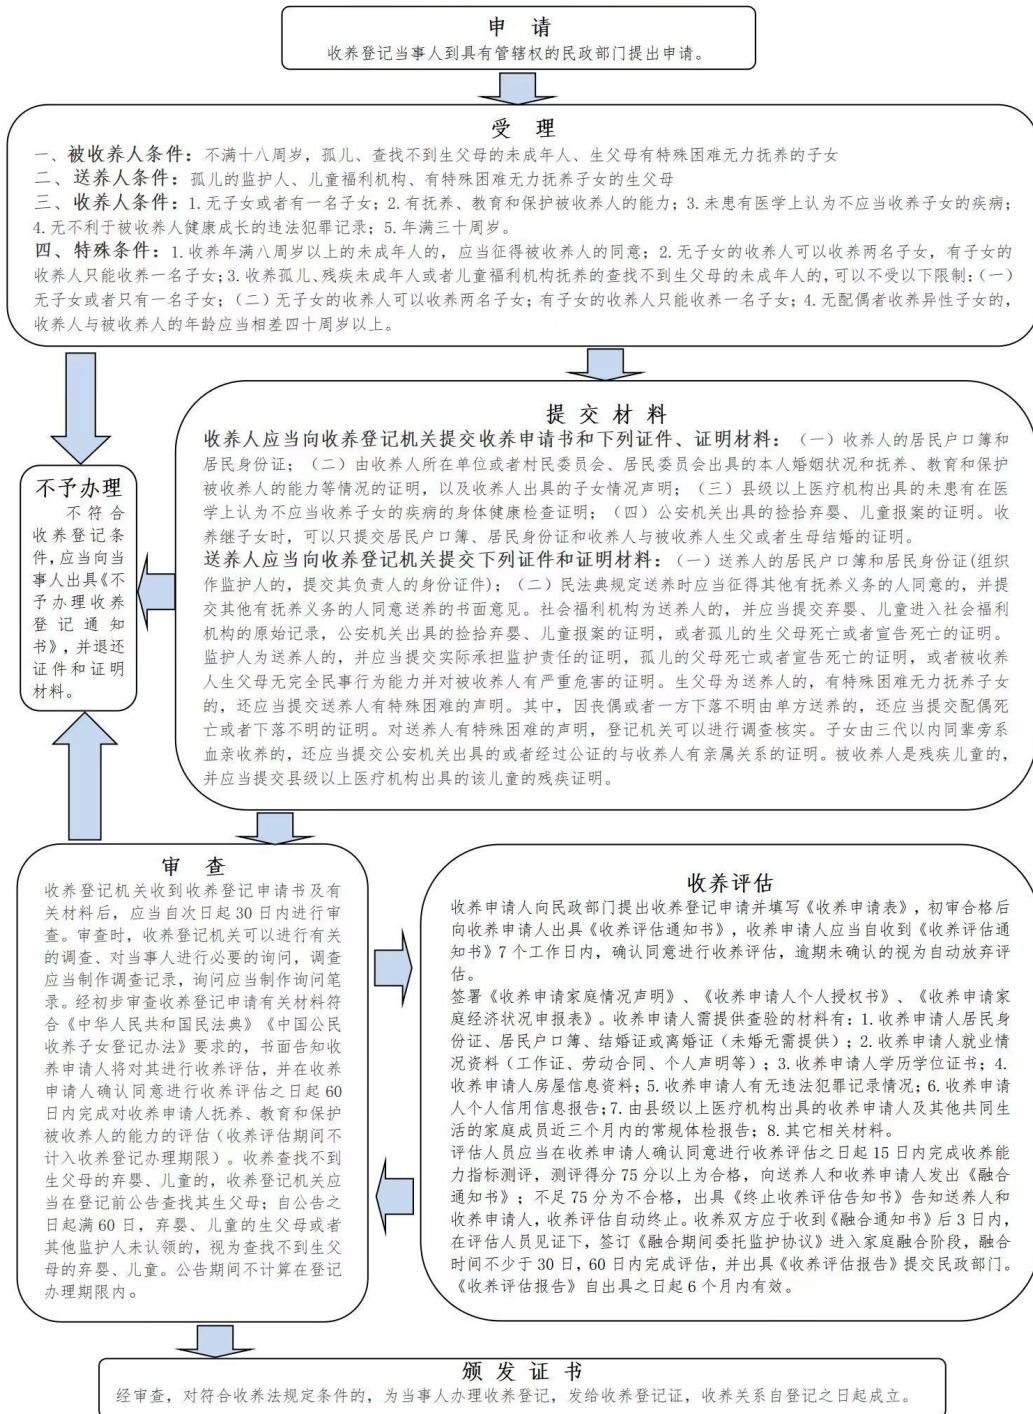 申 请
收养登记当事人到具有管辖权的民政部门提出申请。
受 理
一、被收养人条件：不满十八周岁，孤儿、查找不到生父母的未成年人、生父母有特殊困难无力抚养的子女
二、送养人条件：孤儿的监护人、儿童福利机构、有特殊困难无力抚养子女的生父母
三、收养人条件：1.无子女或者有一名子女；2.有抚养、教育和保护被收养人的能力；3.未患有医学上认为不应当收养子女的疾病；
4.无不利于被收养人健康成长的违法犯罪记录；5.年满三十周岁。
四、特殊条件：1.收养年满八周岁以上的未成年人的，应当征得被收养人的同意；2.无子女的收养人可以收养两名子女，有子女的
收养人只能收养一名子女；3.收养孤儿、残疾未成年人或者儿童福利机构抚养的查找不到生父母的未成年人的，可以不受以下限制：（一）
无子女或者只有一名子女；（二）无子女的收养人可以收养两名子女；有子女的收养人只能收养一名子女；4.无配偶者收养异性子女的，
收养人与被收养人的年龄应当相差四十周岁以上。
提 交 材 料
收养人应当向收养登记机关提交收养申请书和下列证件、证明材料：（一）收养人的居民户口簿和
居民身份证；（二）由收养人所在单位或者村民委员会、居民委员会出具的本人婚姻状况和抚养、教育和保护
被收养人的能力等情况的证明，以及收养人出具的子女情况声明；（三）县级以上医疗机构出具的未患有在医
学上认为不应当收养子女的疾病的身体健康检查证明；（四）公安机关出具的捡拾弃婴、儿童报案的证明。收
养继子女时，可以只提交居民户口簿、居民身份证和收养人与被收养人生父或者生母结婚的证明。
送养人应当向收养登记机关提交下列证件和证明材料：（一）送养人的居民户口簿和居民身份证(组织
作监护人的，提交其负责人的身份证件)；（二）民法典规定送养时应当征得其他有抚养义务的人同意的，并提
交其他有抚养义务的人同意送养的书面意见。社会福利机构为送养人的，并应当提交弃婴、儿童进入社会福利
机构的原始记录，公安机关出具的捡拾弃婴、儿童报案的证明，或者孤儿的生父母死亡或者宣告死亡的证明。
监护人为送养人的，并应当提交实际承担监护责任的证明，孤儿的父母死亡或者宣告死亡的证明，或者被收养
人生父母无完全民事行为能力并对被收养人有严重危害的证明。生父母为送养人的，有特殊困难无力抚养子女
的，还应当提交送养人有特殊困难的声明。其中，因丧偶或者一方下落不明由单方送养的，还应当提交配偶死
亡或者下落不明的证明。对送养人有特殊困难的声明，登记机关可以进行调查核实。子女由三代以内同辈旁系
血亲收养的，还应当提交公安机关出具的或者经过公证的与收养人有亲属关系的证明。被收养人是残疾儿童的，
并应当提交县级以上医疗机构出具的该儿童的残疾证明。
不予办理
不符合
收养登记条
件，应当向当
事人出具《不
予办理收养
登记通知
书》，并退还
证件和证明
材料。
审 查
收养登记机关收到收养登记申请书及有
关材料后，应当自次日起30日内进行审
查。审查时，收养登记机关可以进行有关
的调查、对当事人进行必要的询问，调查
应当制作调查记录，询问应当制作询问笔
录。经初步审查收养登记申请有关材料符
合《中华人民共和国民法典》《中国公民
收养子女登记办法》要求的，书面告知收
养申请人将对其进行收养评估，并在收养
申请人确认同意进行收养评估之日起60
日内完成对收养申请人抚养、教育和保护
被收养人的能力的评估（收养评估期间不
计入收养登记办理期限）。收养查找不到
生父母的弃婴、儿童的，收养登记机关应
当在登记前公告查找其生父母；自公告之
日起满60日，弃婴、儿童的生父母或者
其他监护人未认领的，视为查找不到生父
母的弃婴、儿童。公告期间不计算在登记
办理期限内。
收养评估
收养申请人向民政部门提出收养登记申请并填写《收养申请表》，初审合格后
向收养申请人出具《收养评估通知书》，收养申请人应当自收到《收养评估通
知书》7个工作日内，确认同意进行收养评估，逾期未确认的视为自动放弃评
估。
签署《收养申请家庭情况声明》、《收养申请人个人授权书》、《收养申请家
庭经济状况申报表》。收养申请人需提供查验的材料有：1.收养申请人居民身
份证、居民户口簿、结婚证或离婚证（未婚无需提供）；2.收养申请人就业情
况资料（工作证、劳动合同、个人声明等）；3.收养申请人学历学位证书；4.
收养申请人房屋信息资料；5.收养申请人有无违法犯罪记录情况；6.收养申请
人个人信用信息报告；7.由县级以上医疗机构出具的收养申请人及其他共同生
活的家庭成员近三个月内的常规体检报告；8.其它相关材料。
评估人员应当在收养申请人确认同意进行收养评估之日起15日内完成收养能
力指标测评，测评得分75分以上为合格，向送养人和收养申请人发出《融合
通知书》；不足75分为不合格，出具《终止收养评估告知书》告知送养人和
收养申请人，收养评估自动终止。收养双方应于收到《融合通知书》后3日内，
在评估人员见证下，签订《融合期间委托监护协议》进入家庭融合阶段，融合
时间不少于30日，60日内完成评估，并出具《收养评估报告》提交民政部门。
《收养评估报告》自出具之日起6个月内有效。
颁 发 证 书
经审查，对符合收养法规定条件的，为当事人办理收养登记，发给收养登记证，收养关系自登记之日起成立。